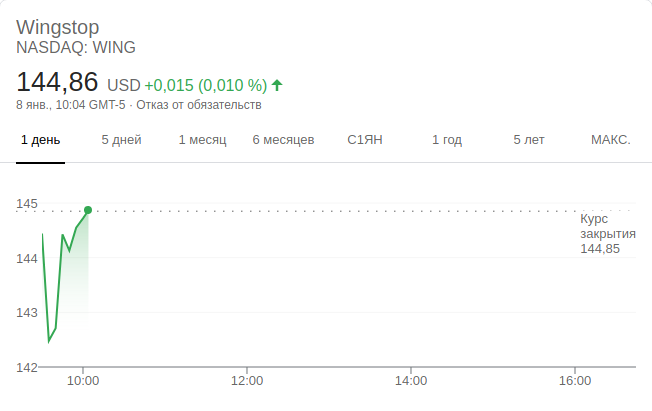 Wingstop
NASDAQ: WING
144,86 USD +0,015 (0,010 %)
8 янв., 10:04 GMT-5 · Отказ от обязательств
1 день 5 дней 1 месяц 6 месяцев С1ЯН 1 год 5 лет МАКС.
145
Курс
закрытия
144,85
144
143
142
10:00 12:00 14:00 16:00